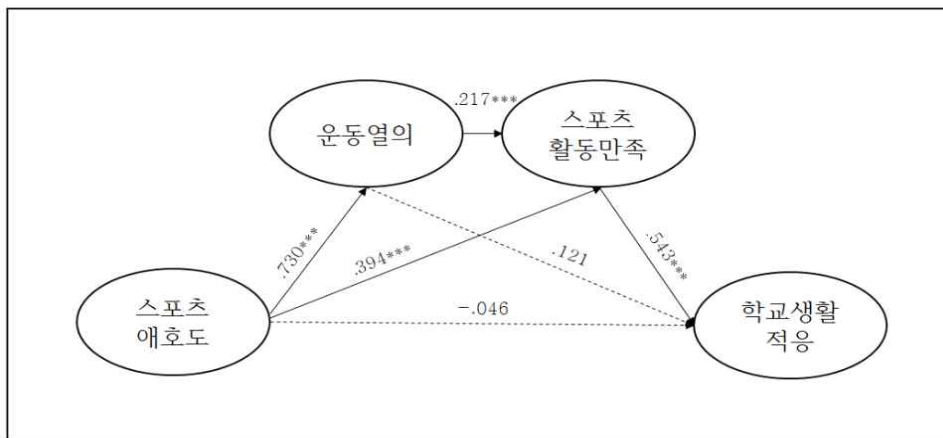 .217***
운동열의
스포츠
활동만족
.730***
.394***
.121
.543***
-.046
스포츠
애호도
학교생활
적응